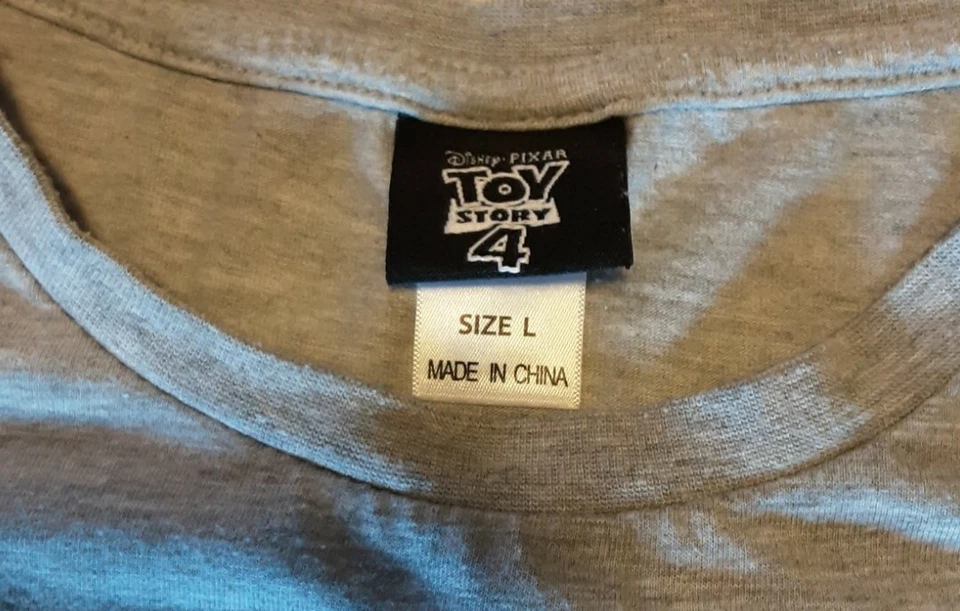 Disney·PIXAR
TOY
STORY
4
SIZE L
MADE IN CHINA